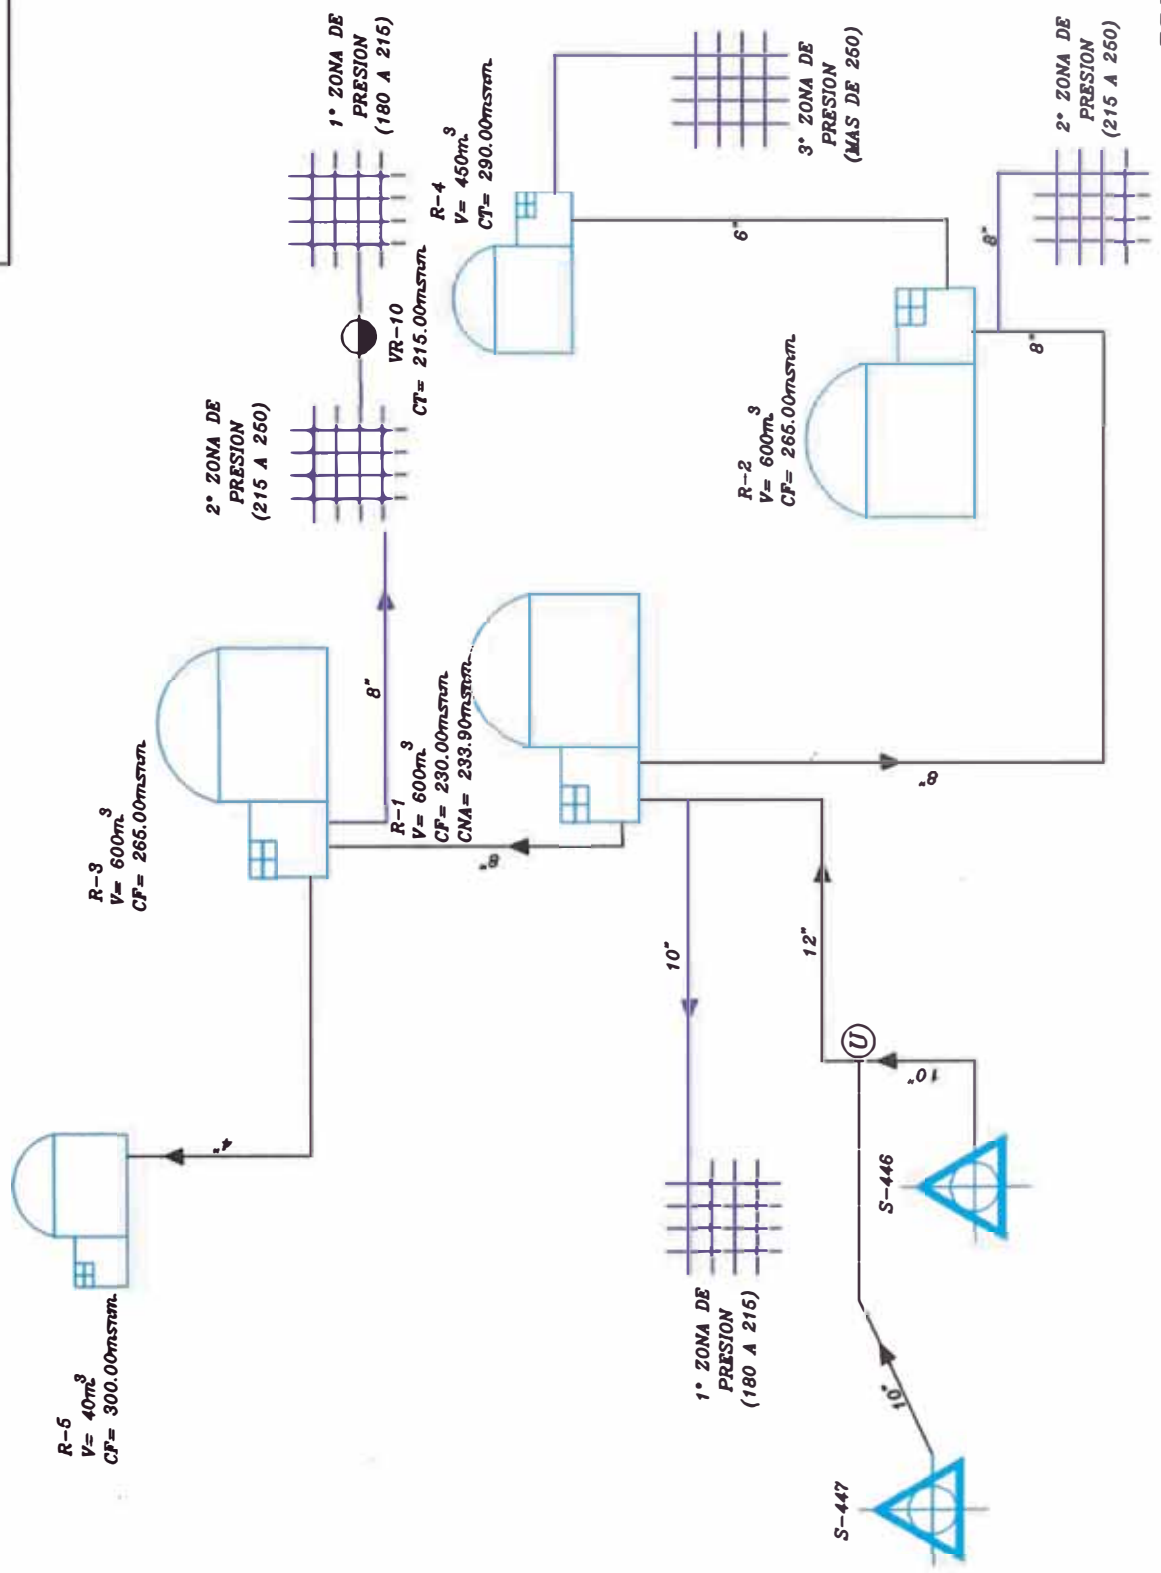 R-5
V= 40m³
CF= 300.00msnm
4"
R-3
V= 600m³
CF= 265.00msnm
8"
2° ZONA DE
PRESION
(215 A 250)
VR-10
CT= 215.00msnm
1° ZONA DE
PRESION
(180 A 215)
R-4
V= 450m³
CT= 290.00msnm
3° ZONA DE
PRESION
(MAS DE 250)
6"
R-1
V= 600m³
CF= 230.00msnm
CNA= 233.90msnm
8"
R-2
V= 600m³
CF= 265.00msnm
8"
8"
2° ZONA DE
PRESION
(215 A 250)
8"
10"
12"
1° ZONA DE
PRESION
(180 A 215)
U
10"
S-446
10"
S-447